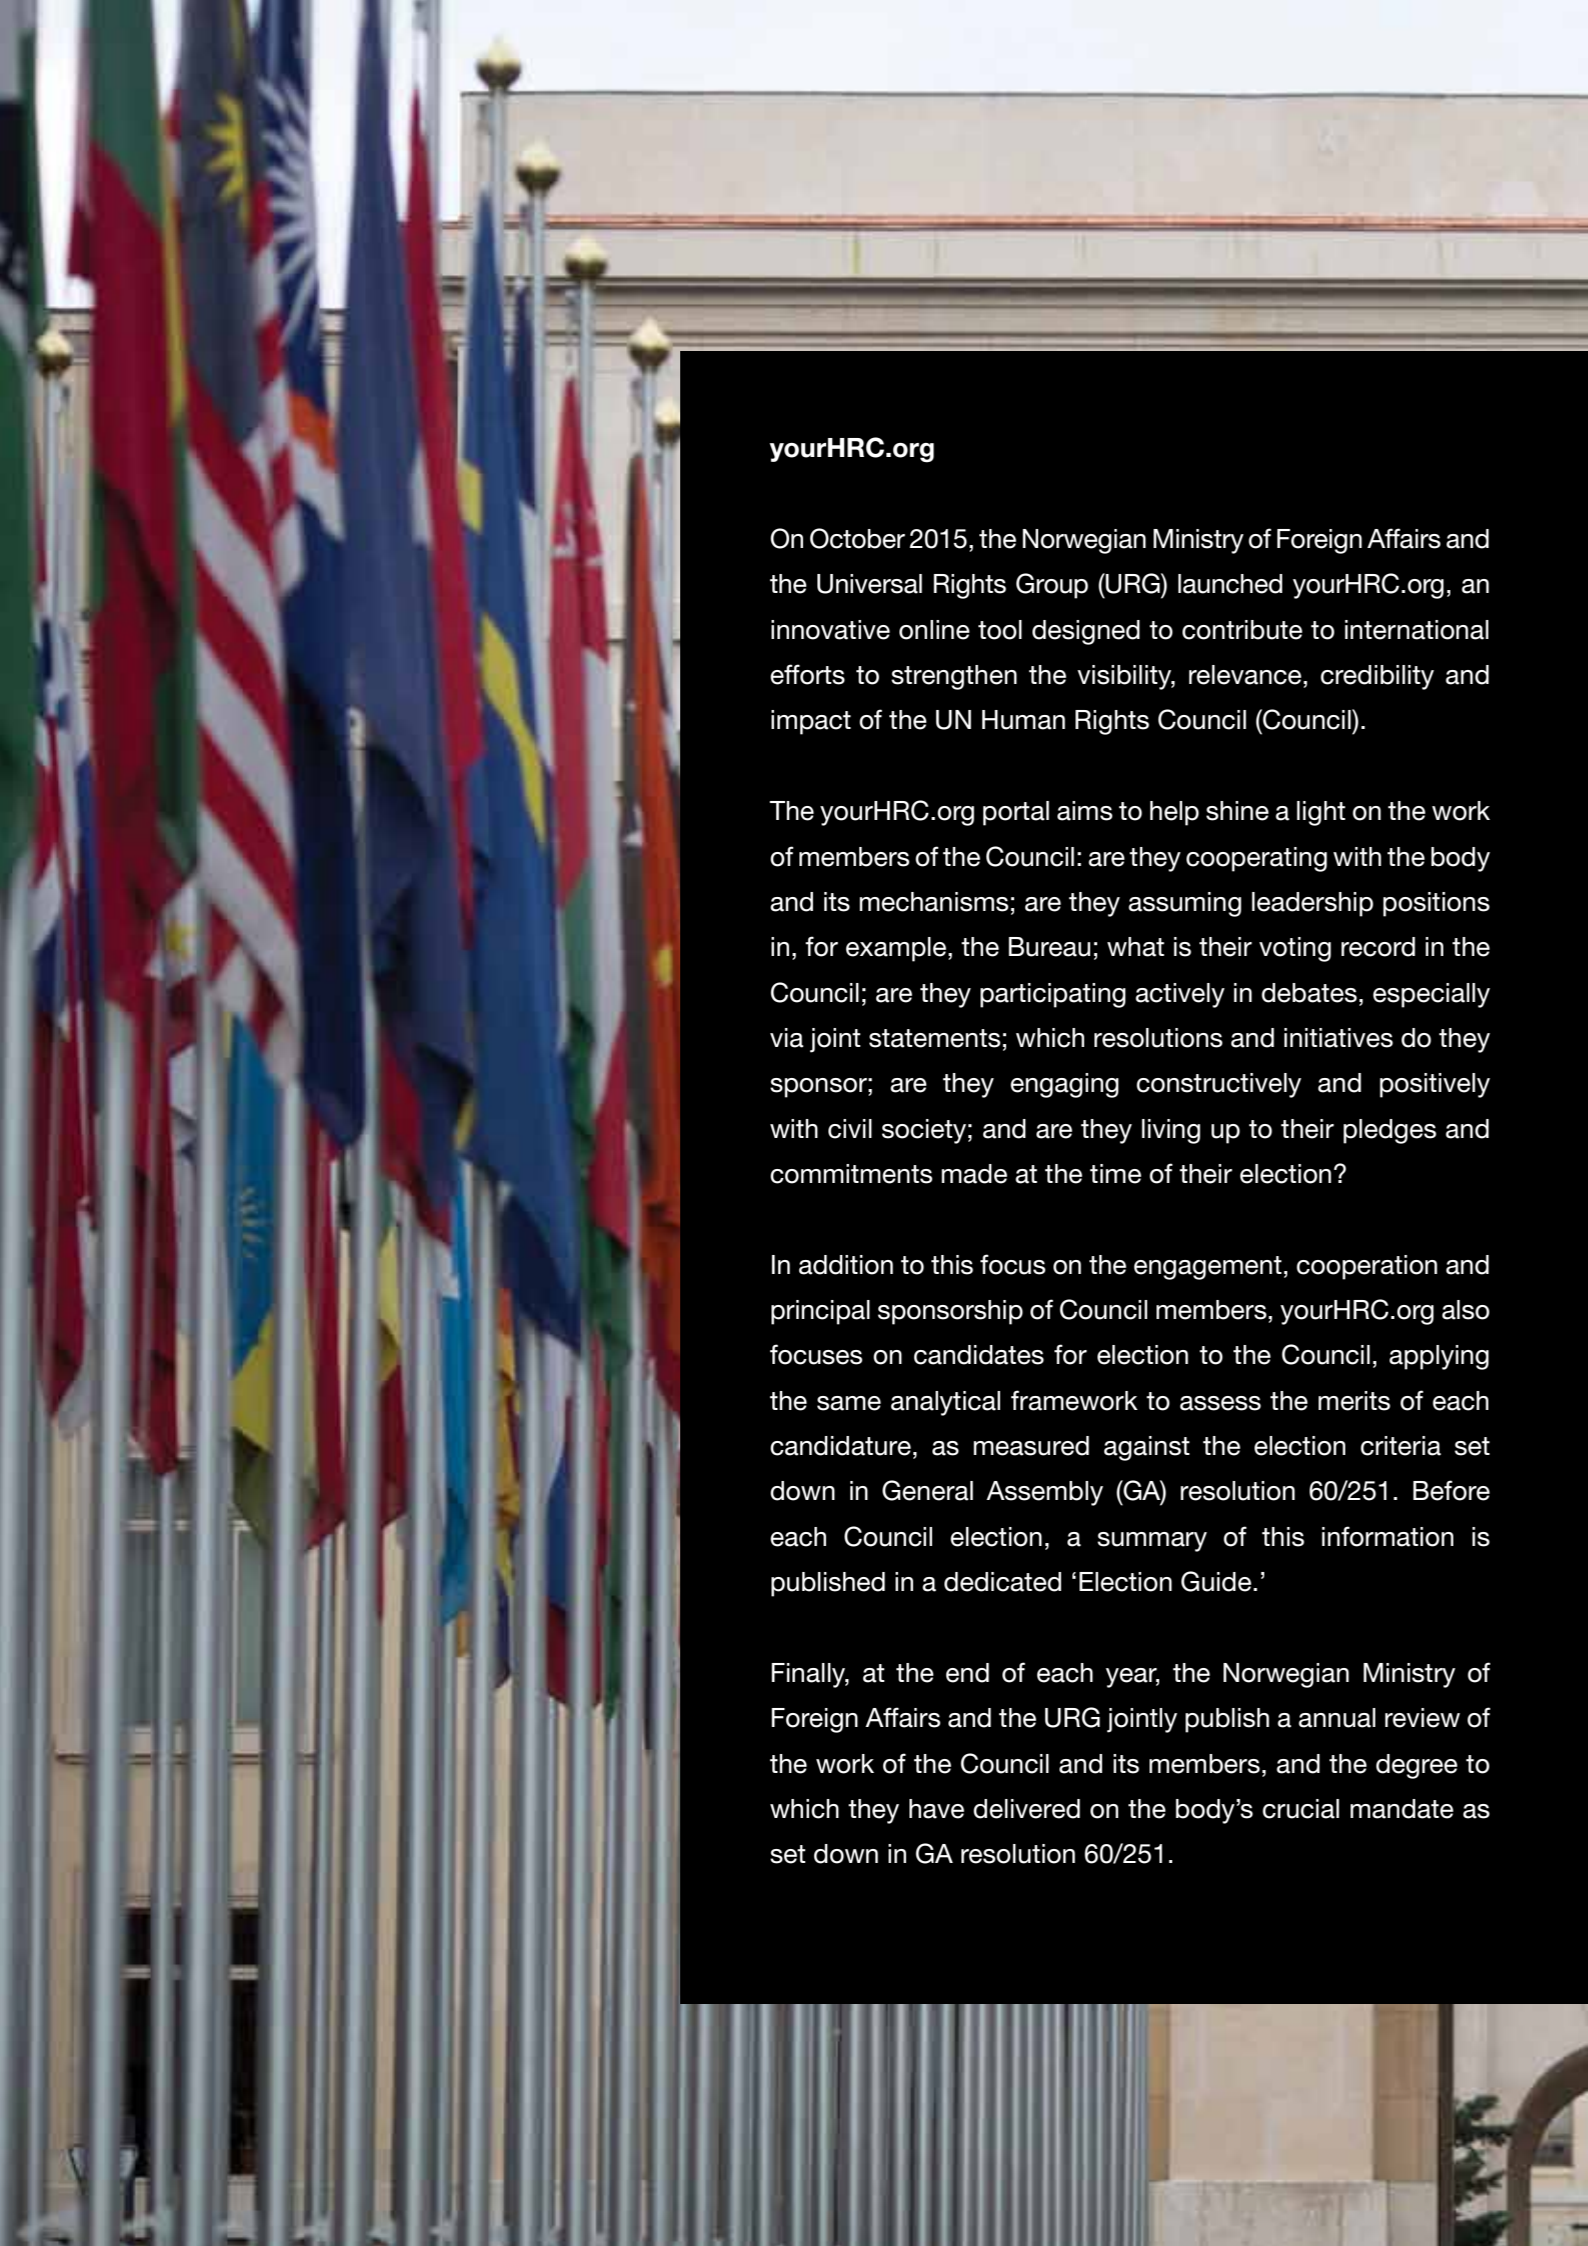 yourHRC.org
On October 2015, the Norwegian Ministry of Foreign Affairs and
the Universal Rights Group (URG) launched yourHRC.org, an
innovative online tool designed to contribute to international
efforts to strengthen the visibility, relevance, credibility and
impact of the UN Human Rights Council (Council).
The yourHRC.org portal aims to help shine a light on the work
of members of the Council: are they cooperating with the body
and its mechanisms; are they assuming leadership positions
in, for example, the Bureau; what is their voting record in the
Council; are they participating actively in debates, especially
via joint statements; which resolutions and initiatives do they
sponsor; are they engaging constructively and positively
with civil society; and are they living up to their pledges and
commitments made at the time of their election?
In addition to this focus on the engagement, cooperation and
principal sponsorship of Council members, yourHRC.org also
focuses on candidates for election to the Council, applying
the same analytical framework to assess the merits of each
candidature, as measured against the election criteria set
down in General Assembly (GA) resolution 60/251. Before
each Council election, a summary of this information is
published in a dedicated ‘Election Guide.’
Finally, at the end of each year, the Norwegian Ministry of
Foreign Affairs and the URG jointly publish a annual review of
the work of the Council and its members, and the degree to
which they have delivered on the body’s crucial mandate as
set down in GA resolution 60/251.